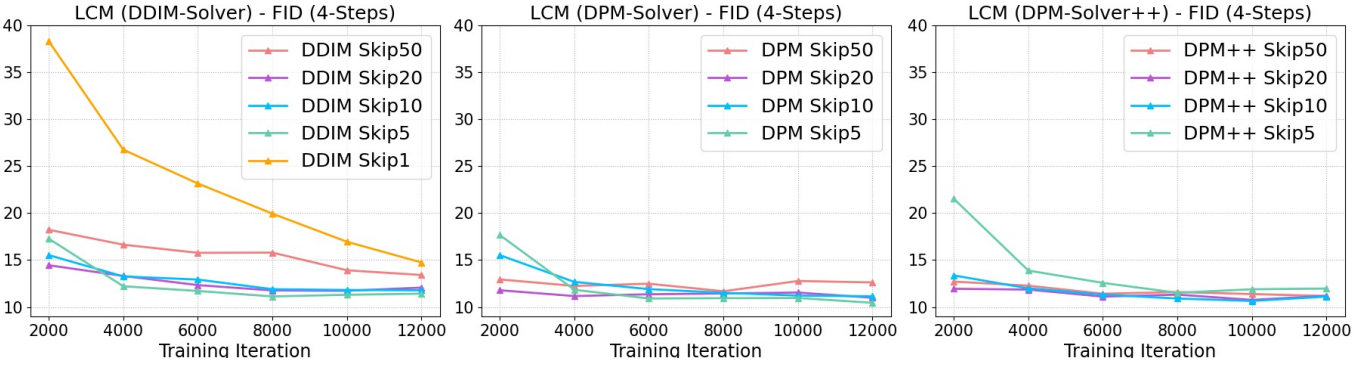 LCM (DDIM-Solver) - FID (4-Steps)
40
35
30
25
20
15
10
DDIM Skip50
DDIM Skip20
DDIM Skip10
DDIM Skip5
DDIM Skip1
2000 4000 6000 8000 10000 12000
Training Iteration
LCM (DPM-Solver) - FID (4-Steps)
40
35
30
25
20
15
10
DPM Skip50
DPM Skip20
DPM Skip10
DPM Skip5
2000 4000 6000 8000 10000 12000
Training Iteration
LCM (DPM-Solver++) - FID (4-Steps)
40
35
30
25
20
15
10
DPM++ Skip50
DPM++ Skip20
DPM++ Skip10
DPM++ Skip5
2000 4000 6000 8000 10000 12000
Training Iteration